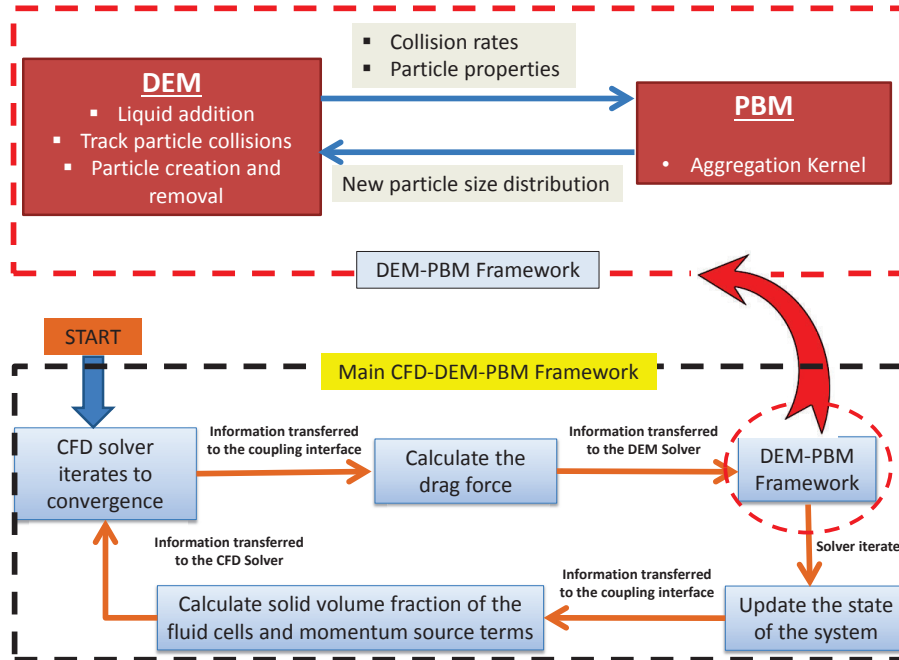 ▪ Collision rates
▪ Particle properties
DEM
▪ Liquid addition
▪ Track particle collisions
▪ Particle creation and
removal
PBM
• Aggregation Kernel
New particle size distribution
DEM-PBM Framework
START
Main CFD-DEM-PBM Framework
CFD solver
iterates to
convergence
Information transferred
to the coupling interface
Calculate the
drag force
Information transferred
to the DEM Solver
DEM-PBM
Framework
Solver iterate
Update the state
of the system
Information transferred
to the coupling interface
Calculate solid volume fraction of the
fluid cells and momentum source terms
Information transferred
to the CFD Solver